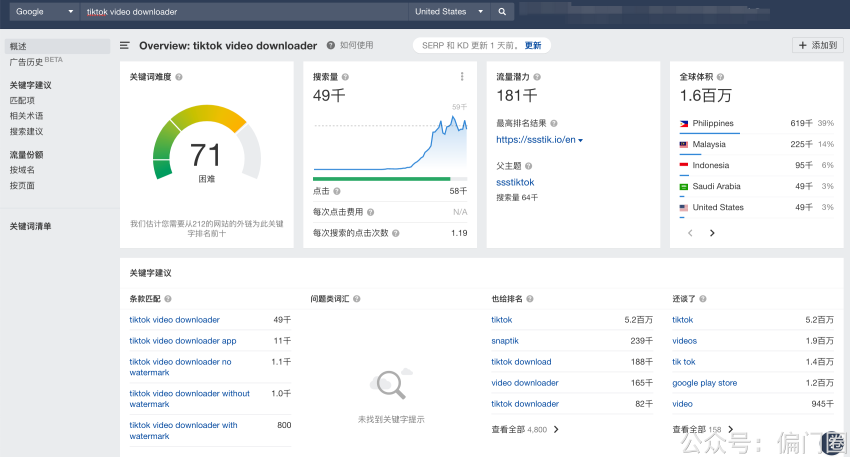 Google
tiktok video downloader
United States
概述
广告历史 BETA
关键字建议
匹配项
相关术语
搜索建议
流量份额
按域名
按页面
关键词清单
Overview: tiktok video downloader
? 如何使用
SERP 和 KD 更新 1 天前。 更新
+ 添加到
关键词难度 ?
71
困难
我们估计您需要从212的网站的外链为此关键
字排名前十
搜索量 ?
49千
59千
点击 ? 58千
每次点击费用 ? N/A
每次搜索的点击次数 ? 1.19
流量潜力 ?
181千
最高排名结果 ?
https://ssstik.io/en
父主题 ?
ssstiktok
搜索量 64千
全球体积 ?
1.6百万
Philippines 619千 39%
Malaysia 225千 14%
Indonesia 95千 6%
Saudi Arabia 49千 3%
United States 49千 3%
关键字建议
条款匹配 ?
tiktok video downloader 49千
tiktok video downloader app 11千
tiktok video downloader no 1.1千
watermark
tiktok video downloader without 1.0千
watermark
tiktok video downloader with 800
watermark
问题类词汇 ?
未找到关键字提示
也给排名 ?
tiktok 5.2百万
snaptik 239千
tiktok download 188千
video downloader 165千
tiktok downloader 82千
查看全部 4,800
还谈了 ?
tiktok 5.2百万
videos 1.9百万
tik tok 1.4百万
google play store 1.2百万
video 945千
查看全部 158
公众号：偏门圈
圈